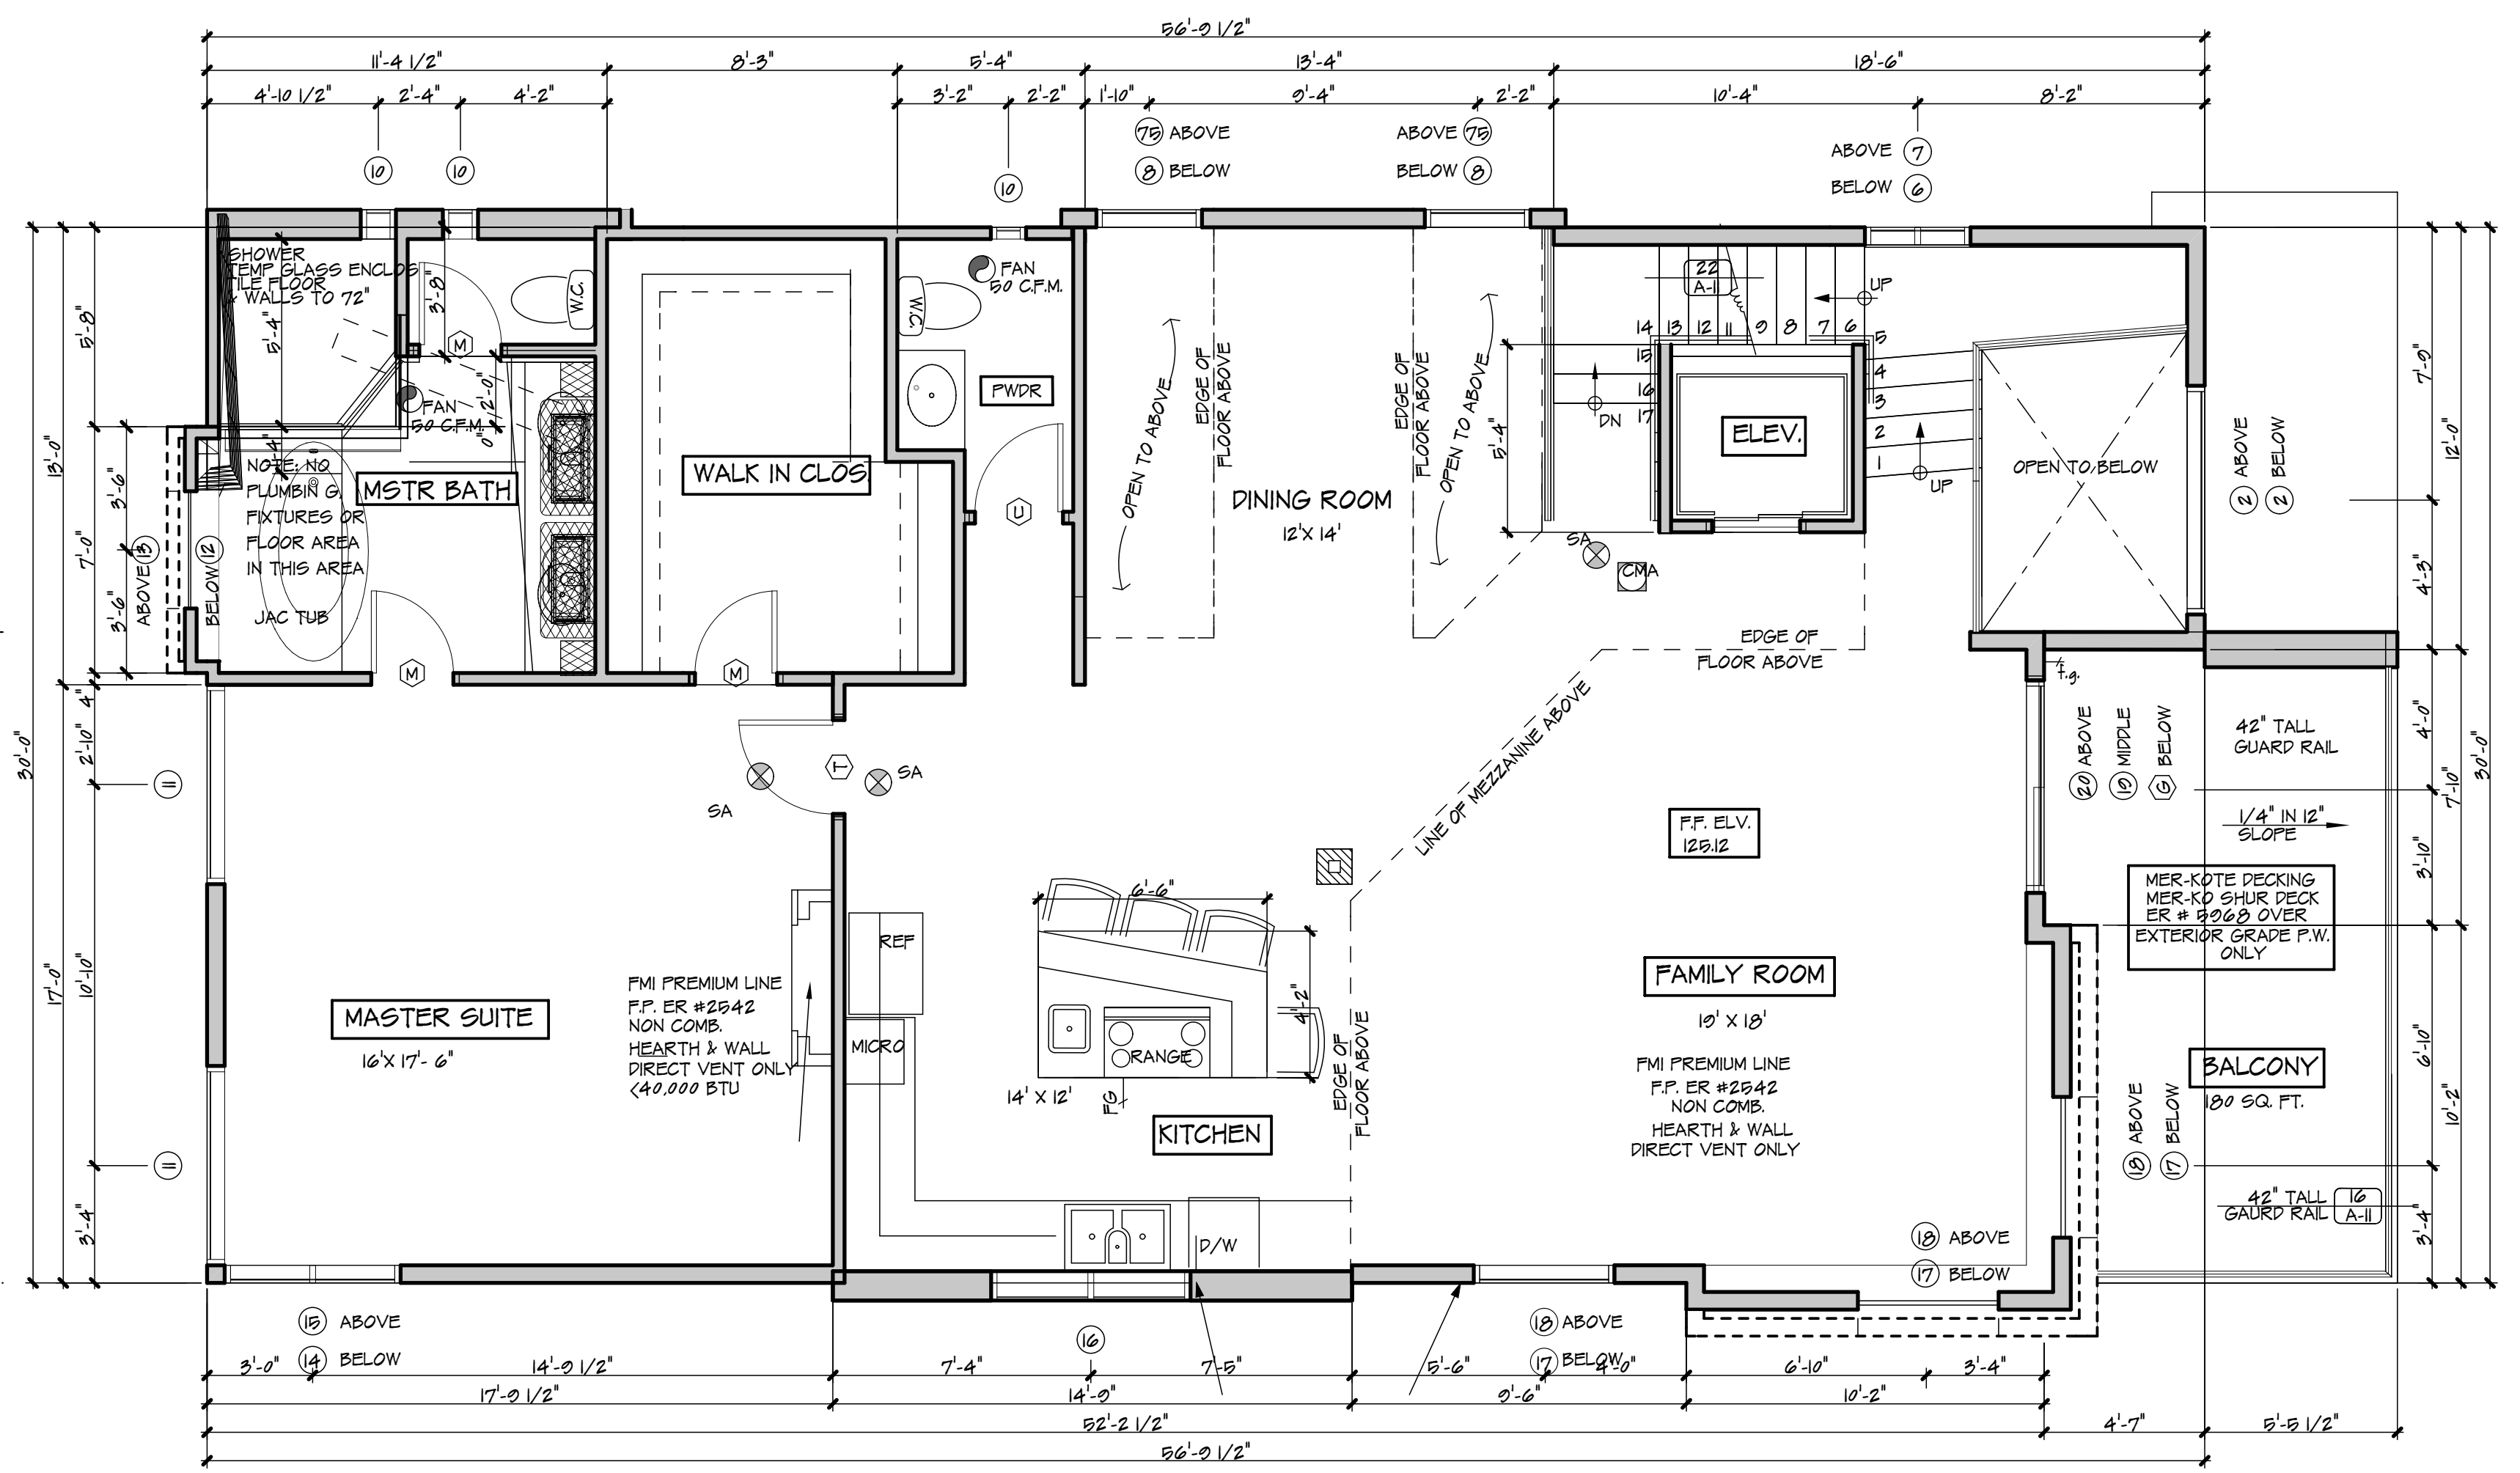 56'-9 1/2"
11'-4 1/2"
8'-3"
5'-4"
13'-4"
18'-6"
4'-10 1/2"
2'-4"
4'-2"
3'-2"
2'-2"
1'-10"
9'-4"
2'-2"
10'-4"
8'-2"
75 ABOVE
ABOVE 75
ABOVE 7
8 BELOW
BELOW 8
BELOW 6
10
10
10
SHOWER
TEMP GLASS ENCLOS
TILE FLOOR
& WALLS TO 72"
5'-4"
3'-8"
W.C.
M
FAN
50 C.F.M.
2'-0"
W.C.
FAN
50 C.F.M.
PWDR
U
EDGE OF
FLOOR ABOVE
OPEN TO ABOVE
EDGE OF
FLOOR ABOVE
OPEN TO ABOVE
DINING ROOM
12'X 14'
22
A-11
UP
14 13 12 11 9 8 7 6
5
15
16
17
4
3
2
1
DN
UP
5'-4"
ELEV.
OPEN TO BELOW
SA
CMA
NOTE: NO
PLUMBING,
FIXTURES OR
FLOOR AREA
IN THIS AREA
JAC TUB
MSTR BATH
WALK IN CLOS.
M
M
30'-0"
13'-0"
5'-8"
7'-0"
3'-6"
3'-6"
ABOVE 13
BELOW 12
4"
2'-10"
17'-0"
10'-10"
3'-4"
11
11
2 ABOVE
2 BELOW
7'-9"
12'-0"
4'-3"
EDGE OF
FLOOR ABOVE
LINE OF MEZZANINE ABOVE
f.g.
20 ABOVE
19 MIDDLE
G BELOW
42" TALL
GUARD RAIL
4'-0"
7'-10"
30'-0"
3'-10"
1/4" IN 12"
SLOPE
T
SA
SA
F.F. ELV.
125.12
MER-KOTE DECKING
MER-KO SHUR DECK
ER # 5968 OVER
EXTERIOR GRADE P.W.
ONLY
6'-6"
4'-2"
REF
MICRO
RANGE
14' X 12'
FG
KITCHEN
EDGE OF
FLOOR ABOVE
D/W
MASTER SUITE
16'X 17'- 6"
FMI PREMIUM LINE
F.P. ER #2542
NON COMB.
HEARTH & WALL
DIRECT VENT ONLY
<40,000 BTU
FAMILY ROOM
19' X 18'
FMI PREMIUM LINE
F.P. ER #2542
NON COMB.
HEARTH & WALL
DIRECT VENT ONLY
BALCONY
180 SQ. FT.
18 ABOVE
17 BELOW
6'-10"
10'-2"
3'-4"
42" TALL
GAURD RAIL
16
A-11
18 ABOVE
17 BELOW
15 ABOVE
14 BELOW
16
18 ABOVE
17 BELOW
3'-0"
14'-9 1/2"
7'-4"
7'-5"
5'-6"
4'-0"
6'-10"
3'-4"
17'-9 1/2"
14'-9"
9'-6"
10'-2"
52'-2 1/2"
4'-7"
5'-5 1/2"
56'-9 1/2"